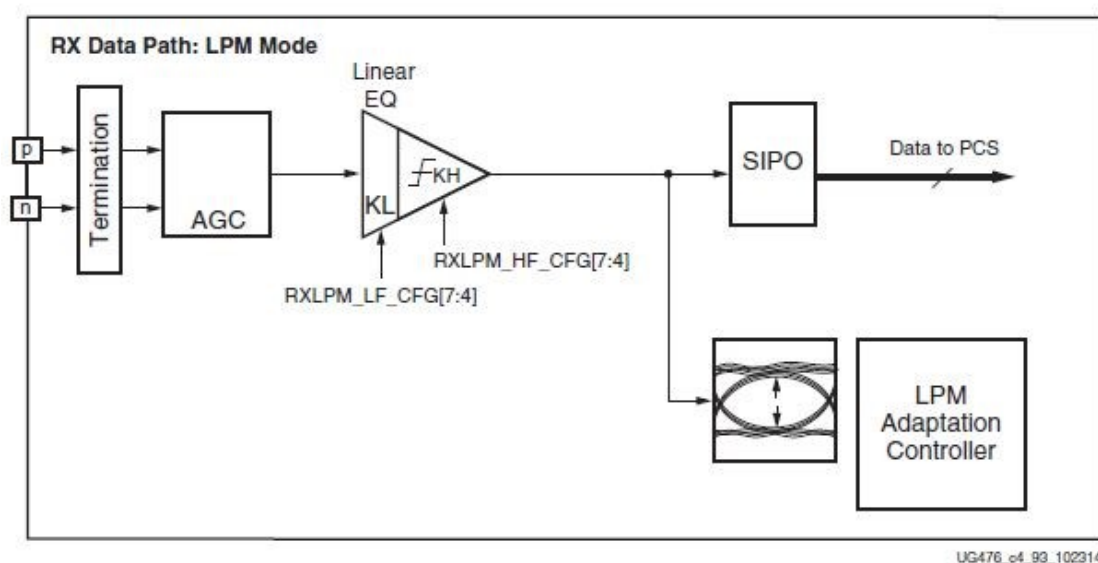 RX Data Path: LPM Mode
Linear
EQ
p
n
Termination
AGC
KL
KH
RXLPM_HF_CFG[7:4]
RXLPM_LF_CFG[7:4]
SIPO
Data to PCS
LPM
Adaptation
Controller
UG476_c4_93_102314